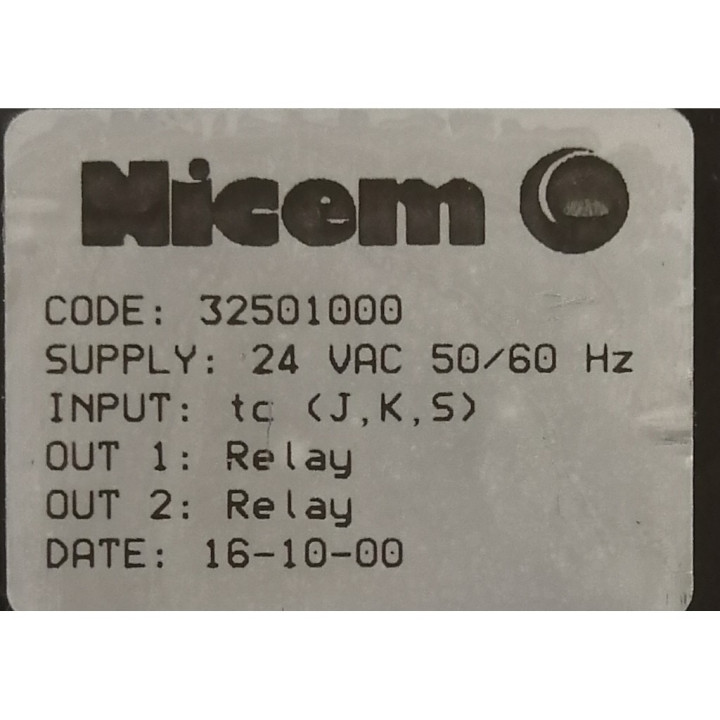 Nicem
CODE: 32501000
SUPPLY: 24 VAC 50/60 Hz
INPUT: tc (J,K,S)
OUT 1: Relay
OUT 2: Relay
DATE: 16-10-00